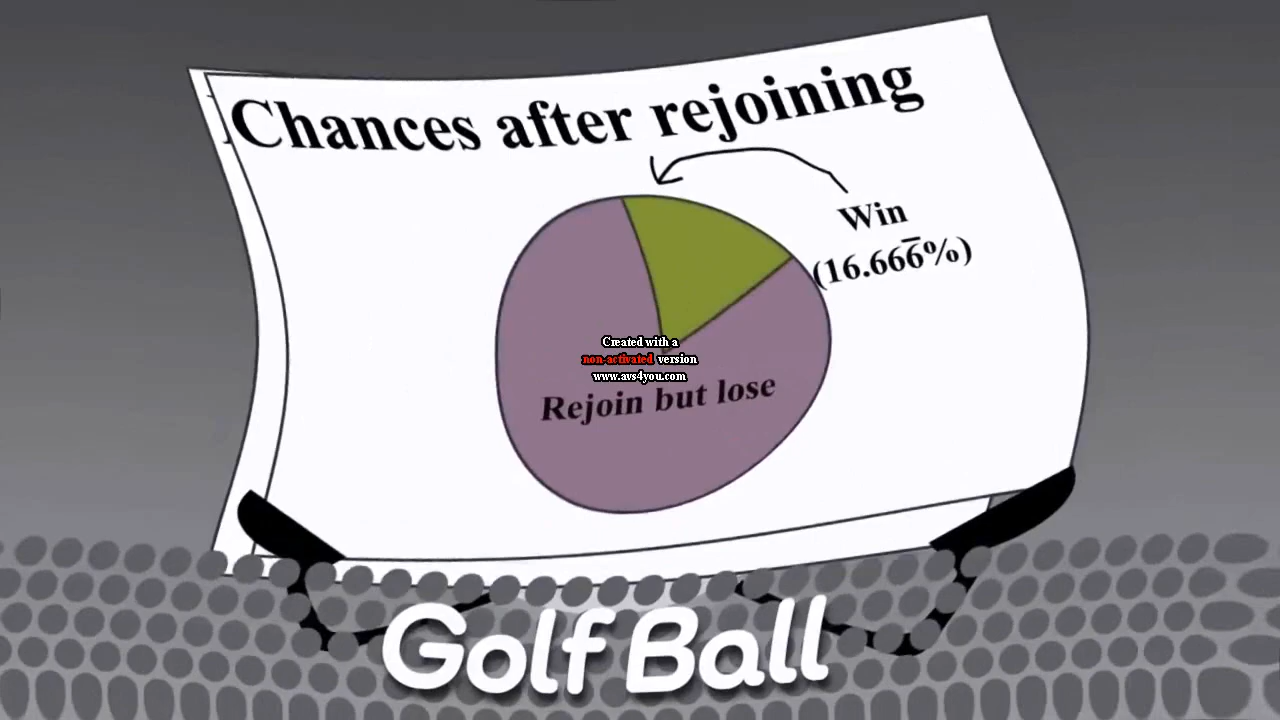 Chances after rejoining
Win
(16.666̅%)
Created with a
non-activated version
www.avs4you.com
Rejoin but lose
Golf Ball